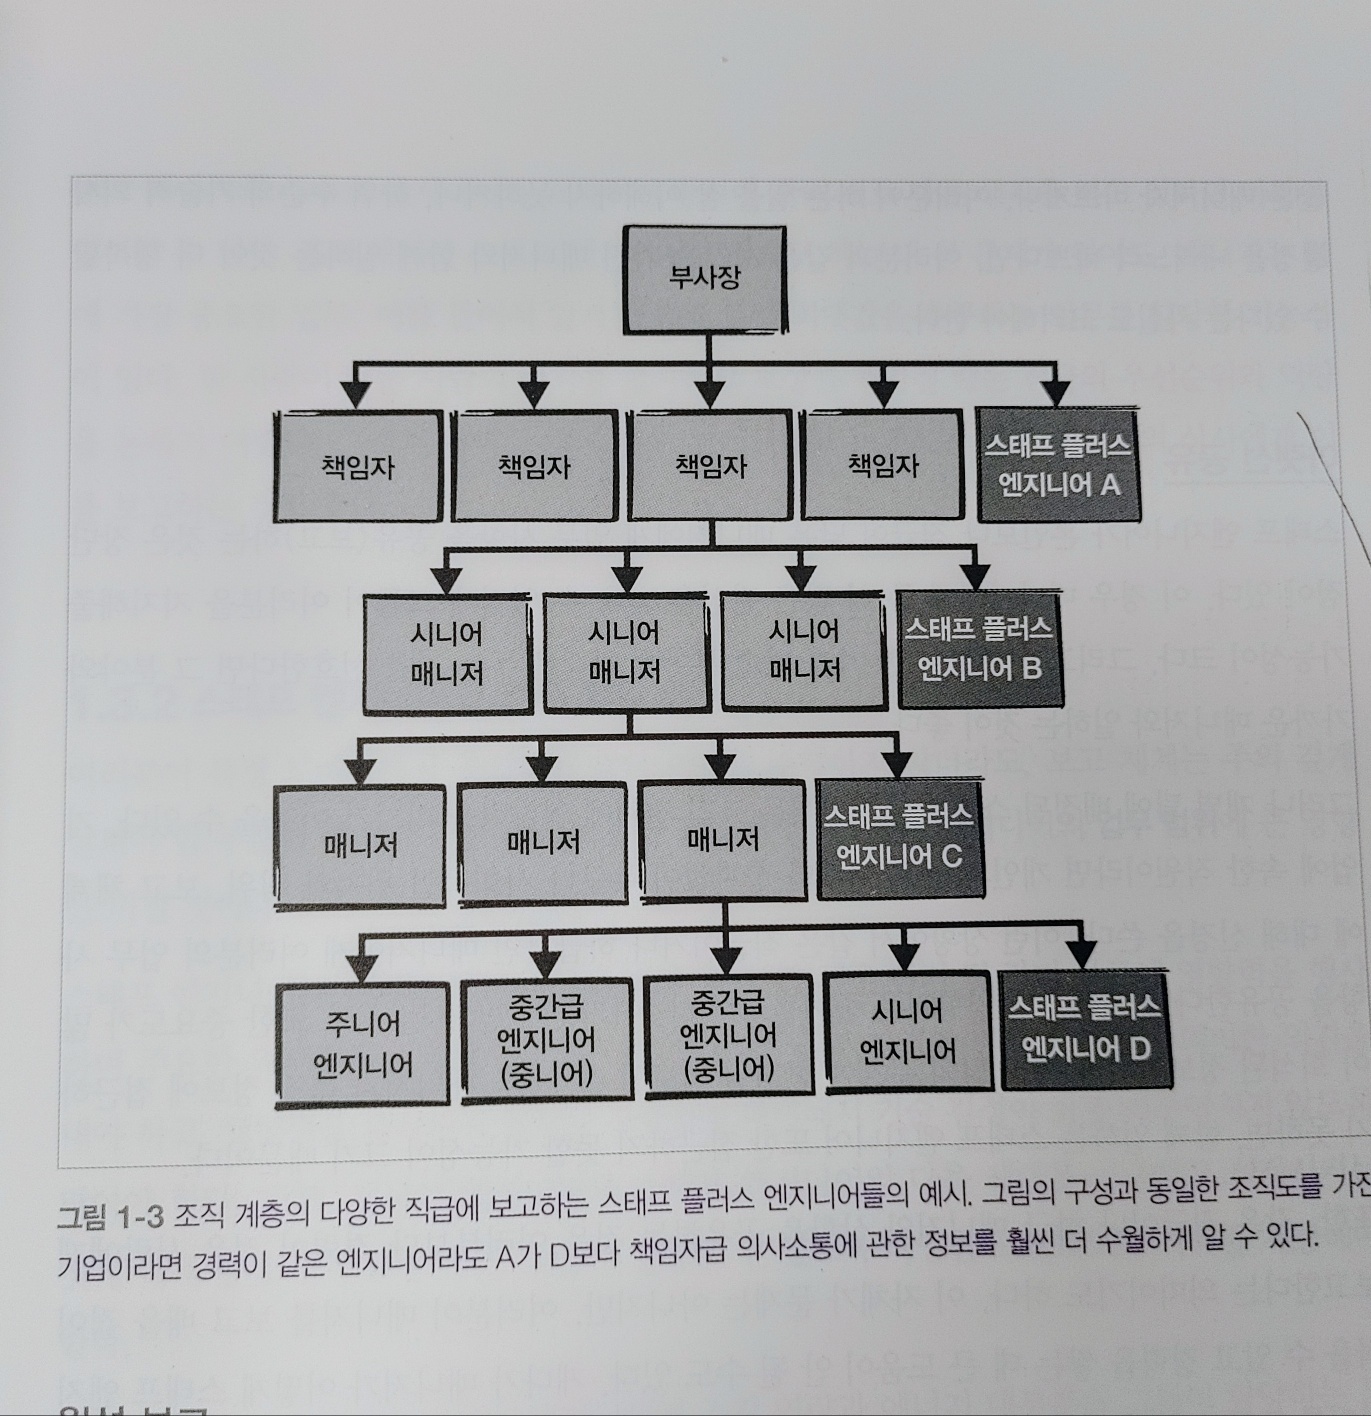 부사장
책임자
책임자
책임자
책임자
스태프 플러스
엔지니어 A
시니어
매니저
시니어
매니저
시니어
매니저
스태프 플러스
엔지니어 B
매니저
매니저
매니저
스태프 플러스
엔지니어 C
주니어
엔지니어
중간급
엔지니어
(중니어)
중간급
엔지니어
(중니어)
시니어
엔지니어
스태프 플러스
엔지니어 D
그림 1-3 조직 계층의 다양한 직급에 보고하는 스태프 플러스 엔지니어들의 예시. 그림의 구성과 동일한 조직도를 가진
기업이라면 경력이 같은 엔지니어라도 A가 D보다 책임자급 의사소통에 관한 정보를 훨씬 더 수월하게 알 수 있다.